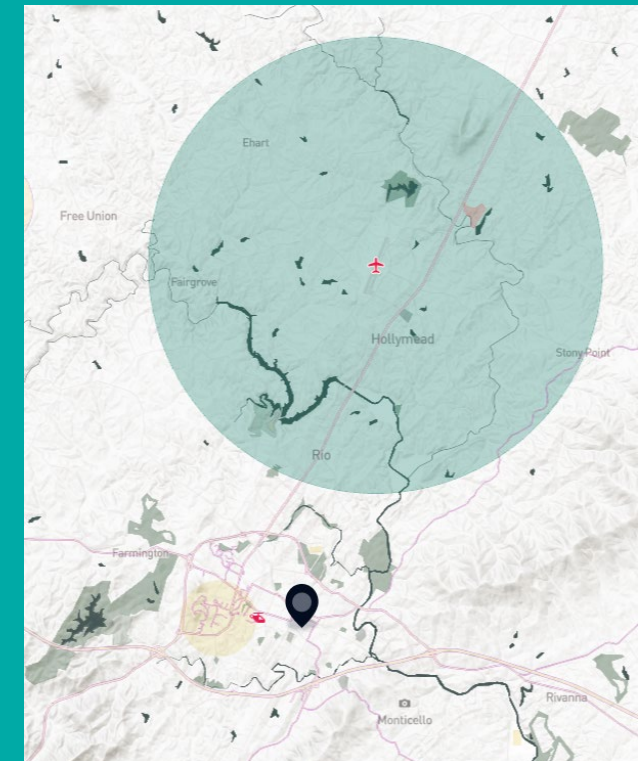 Ehart
Free Union
Fairgrove
Hollymead
Stony Point
Rio
Farmington
Rivanna
Monticello